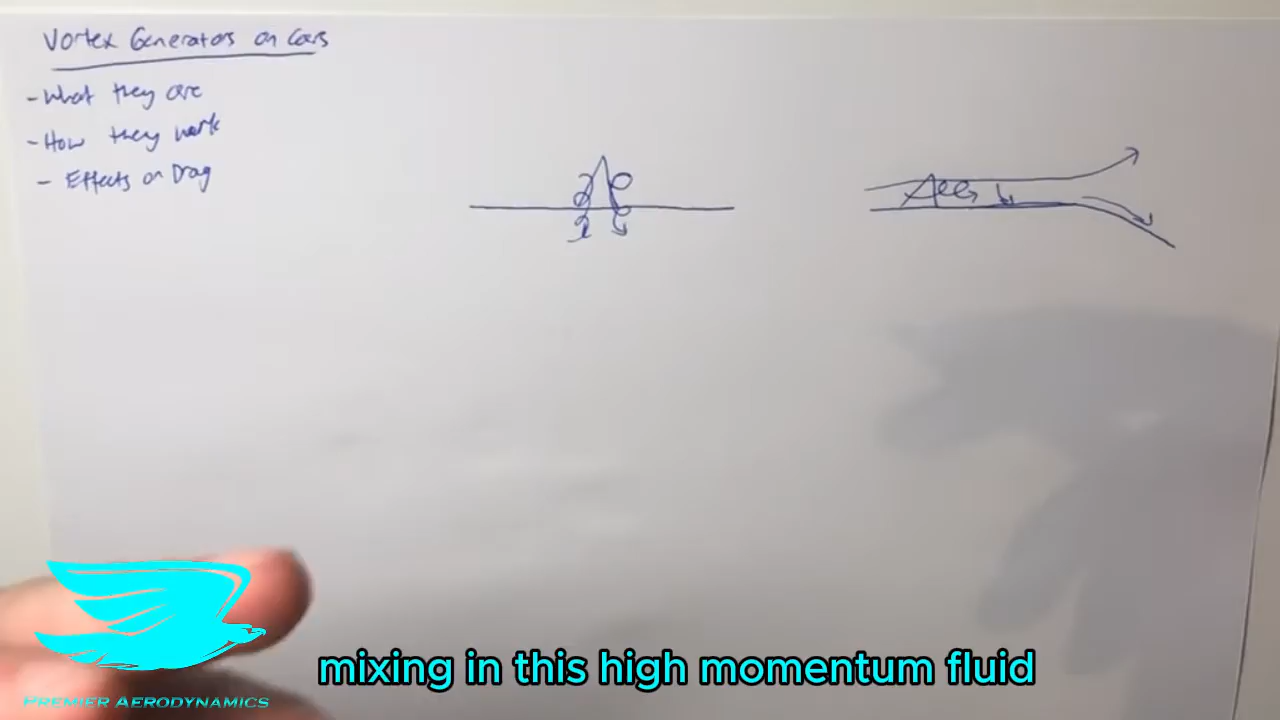 Vortex Generators on Cars
- What they are
- How they work
- Effects on Drag
mixing in this high momentum fluid
PREMIER AERODYNAMICS